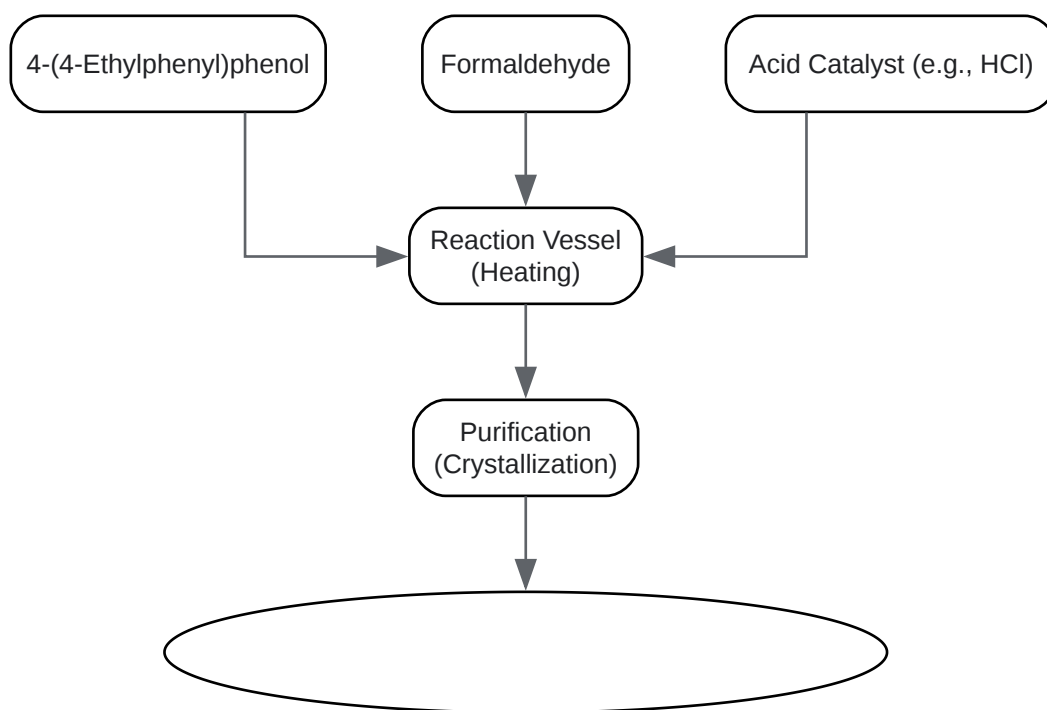 4-(4-Ethylphenyl)phenol
Formaldehyde
Acid Catalyst (e.g., HCl)
Reaction Vessel
(Heating)
Purification
(Crystallization)